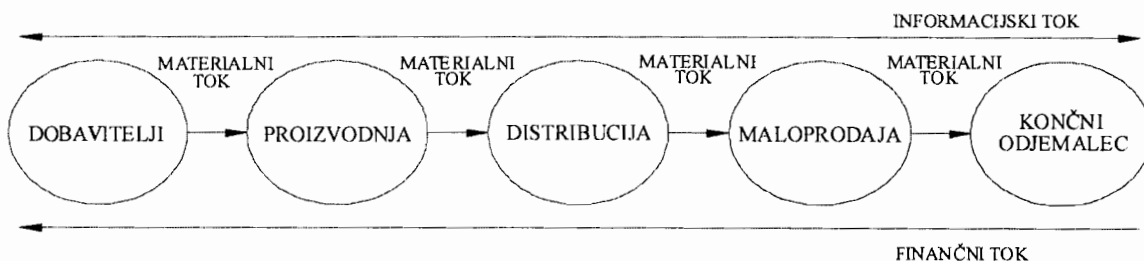 INFORMACIJSKI TOK
MATERIALNI
TOK
MATERIALNI
TOK
MATERIALNI
TOK
MATERIALNI
TOK
DOBAVITELJI
PROIZVODNJA
DISTRIBUCIJA
MALOPRODAJA
KONČNI
ODJEMALEC
FINANČNI TOK